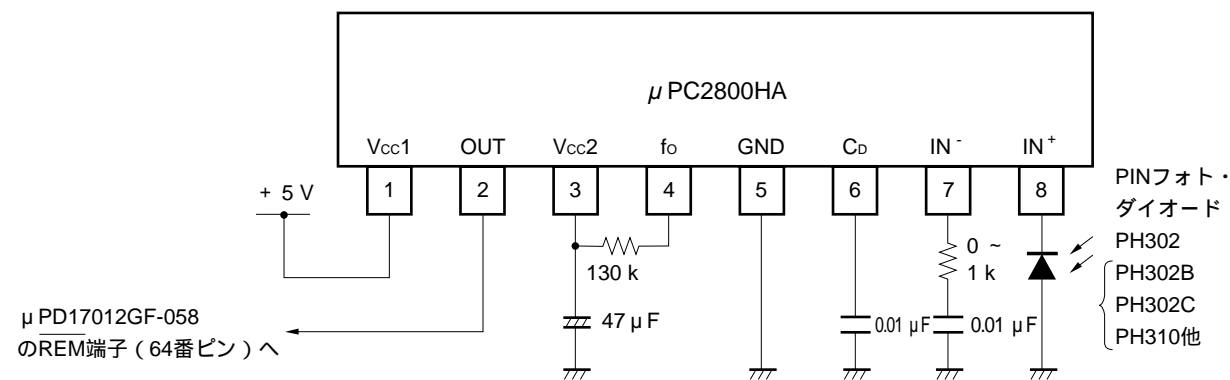 μ PC2800HA
Vcc1 OUT Vcc2 fo GND CD IN - IN +
1 2 3 4 5 6 7 8
+ 5 V
PINフォト・
ダイオード
PH302
PH302B
PH302C
PH310他
130 k
0 ~
1 k
47 μF
0.01 μF
0.01 μF
μ PD17012GF-058
のREM端子(64番ピン)へ